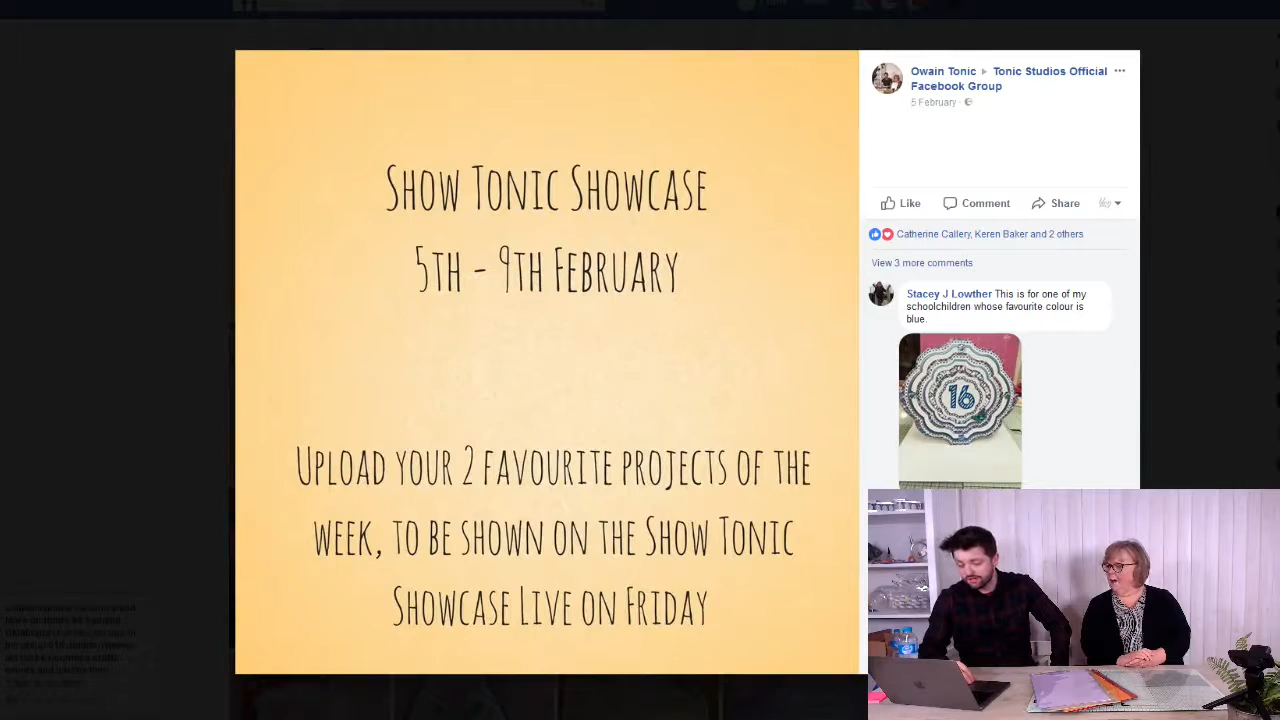 Show Tonic Showcase
5th - 9th February
Upload your 2 favourite projects of the
week, to be shown on the Show Tonic
Showcase Live on Friday
Owain Tonic ▸ Tonic Studios Official
Facebook Group
5 February ·
Like Comment Share
Catherine Callery, Keren Baker and 2 others
View 3 more comments
Stacey J Lowther This is for one of my
schoolchildren whose favourite colour is
blue.
16